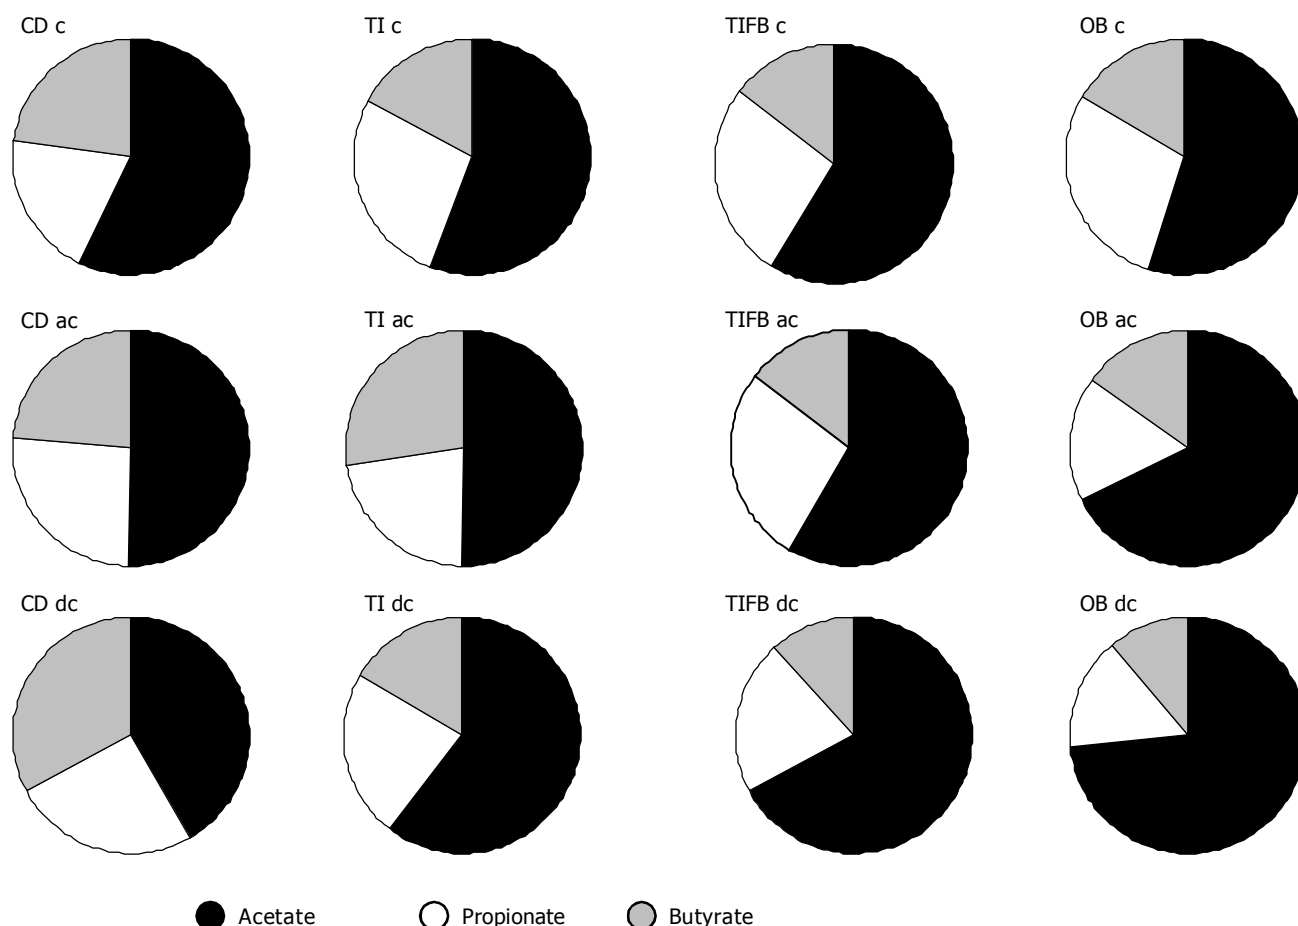 CD c
TI c
TIFB c
OB c
CD ac
TI ac
TIFB ac
OB ac
CD dc
TI dc
TIFB dc
OB dc
Acetate
Propionate
Butyrate